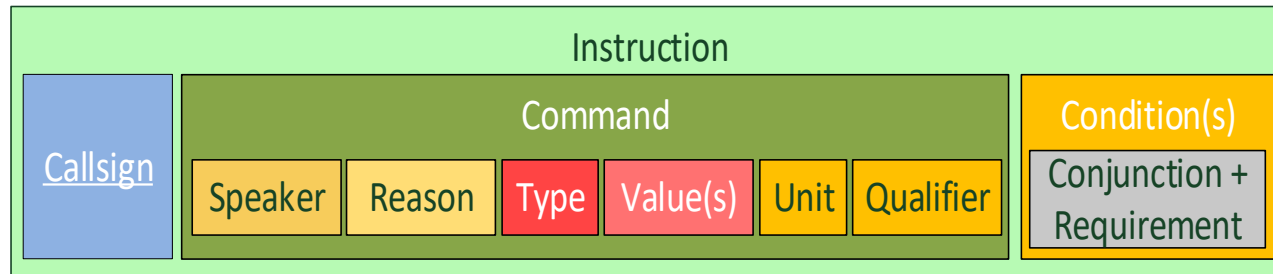 Instruction
Callsign
Command
Speaker Reason Type Value(s) Unit Qualifier
Condition(s)
Conjunction +
Requirement